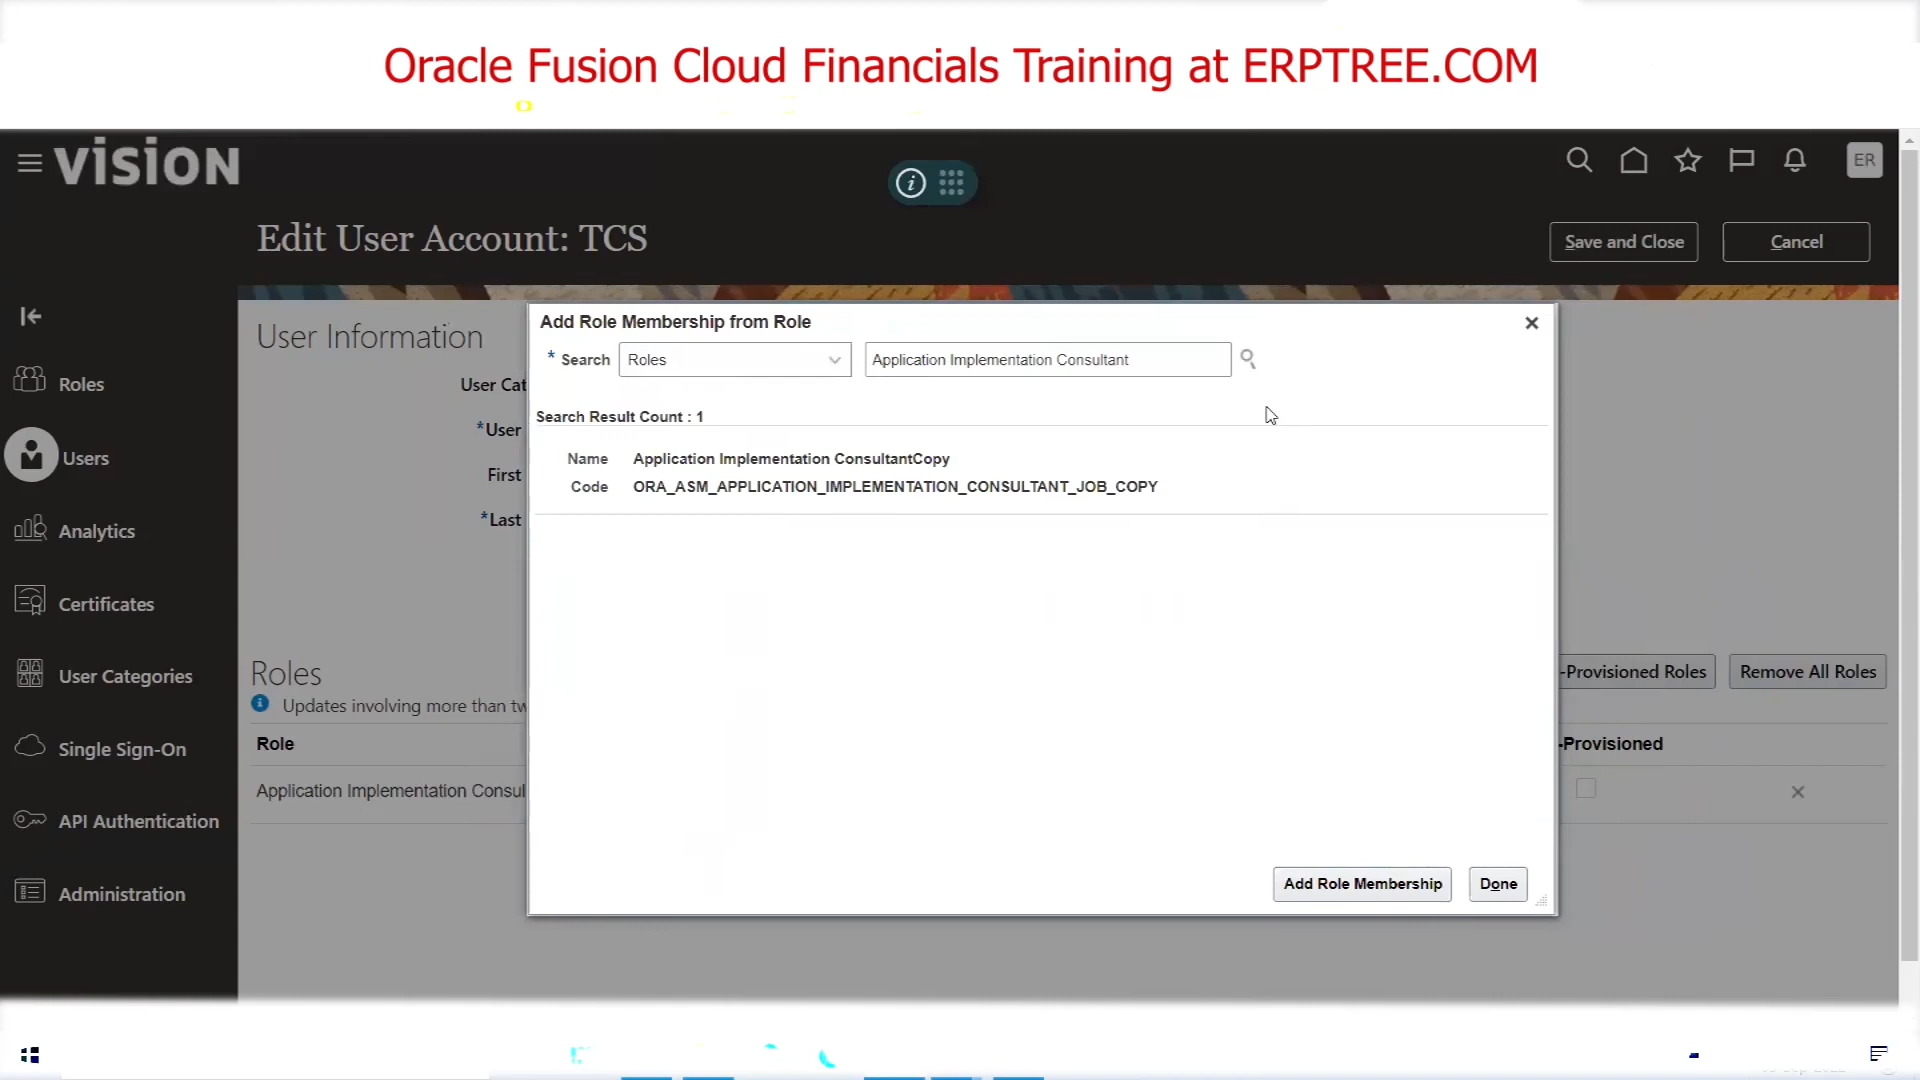 Oracle Fusion Cloud Financials Training at ERPTREE.COM
VISION
ER
Edit User Account: TCS
Save and Close
Cancel
Roles
Users
Analytics
Certificates
User Categories
Single Sign-On
API Authentication
Administration
User Information
User Cat
*User
First
*Last
Add Role Membership from Role
* Search
Roles
Application Implementation Consultant
Search Result Count : 1
Name Application Implementation ConsultantCopy
Code ORA_ASM_APPLICATION_IMPLEMENTATION_CONSULTANT_JOB_COPY
Add Role Membership
Done
Roles
-Provisioned Roles
Remove All Roles
Updates involving more than tw
Role
-Provisioned
Application Implementation Consul